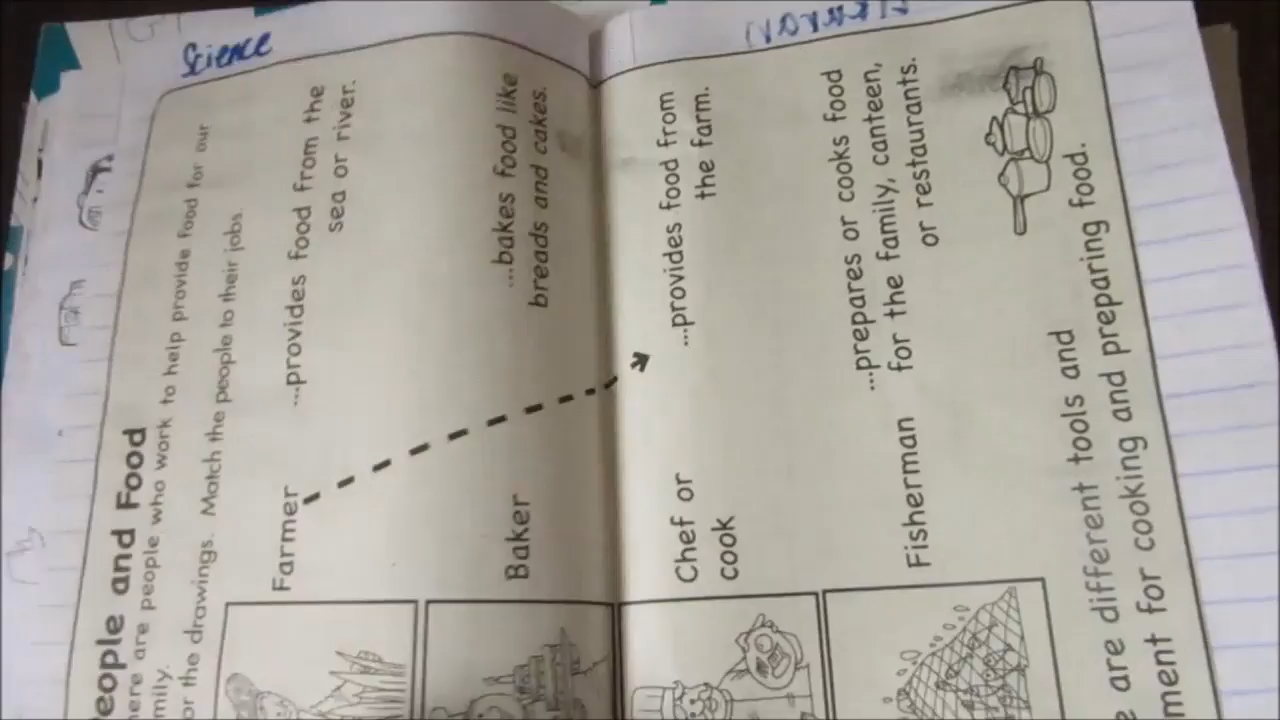 Science
People and Food
here are people who work to help provide food for our
mily.
or the drawings. Match the people to their jobs.
Farmer
...provides food from the
sea or river.
Baker
...bakes food like
breads and cakes.
Chef or
cook
...provides food from
the farm.
Fisherman
...prepares or cooks food
for the family, canteen,
or restaurants.
e are different tools and
ment for cooking and preparing food.